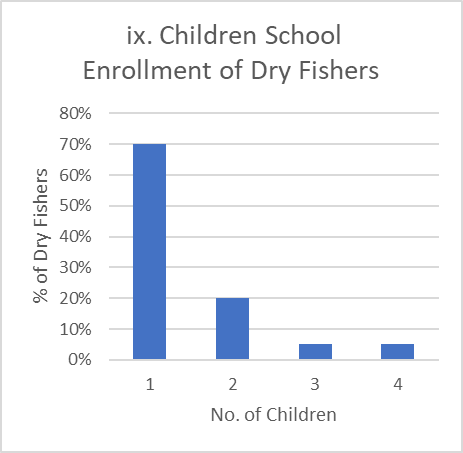 ix. Children School
Enrollment of Dry Fishers
80%
70%
60%
50%
40%
30%
20%
10%
0%
% of Dry Fishers
1 2 3 4
No. of Children